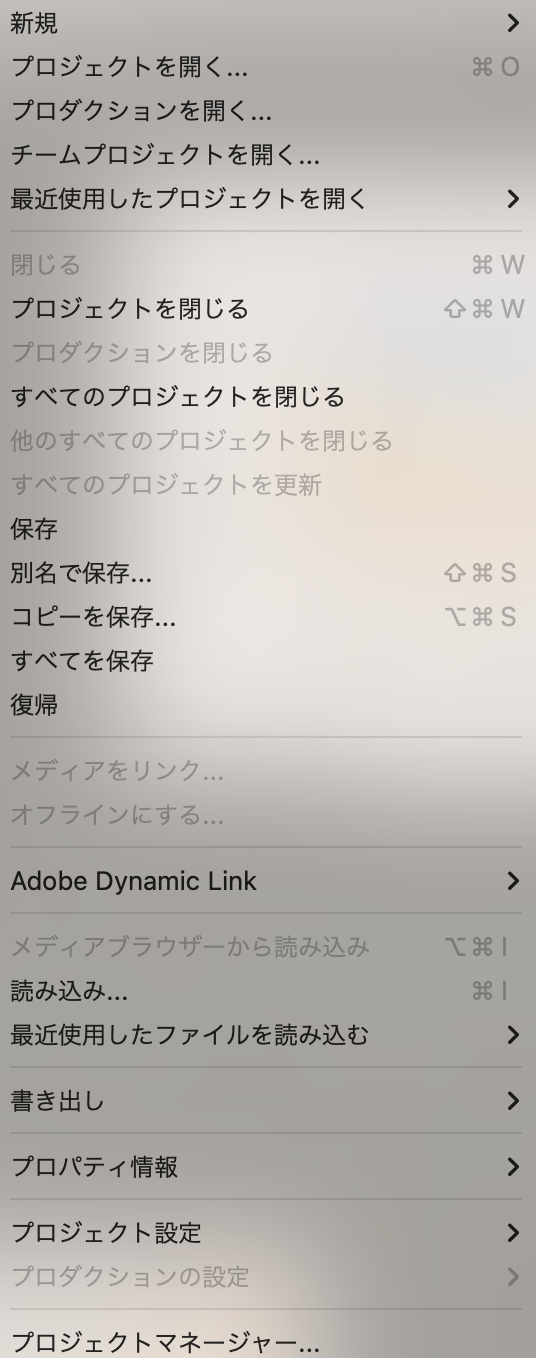 新規
プロジェクトを開く... ⌘ O
プロダクションを開く...
チームプロジェクトを開く...
最近使用したプロジェクトを開く
閉じる ⌘ W
プロジェクトを閉じる ⇧ ⌘ W
プロダクションを閉じる
すべてのプロジェクトを閉じる
他のすべてのプロジェクトを閉じる
すべてのプロジェクトを更新
保存
別名で保存... ⇧ ⌘ S
コピーを保存... ⌥ ⌘ S
すべてを保存
復帰
メディアをリンク...
オフラインにする...
Adobe Dynamic Link
メディアブラウザーから読み込み ⌥ ⌘ I
読み込み... ⌘ I
最近使用したファイルを読み込む
書き出し
プロパティ情報
プロジェクト設定
プロダクションの設定
プロジェクトマネージャー...